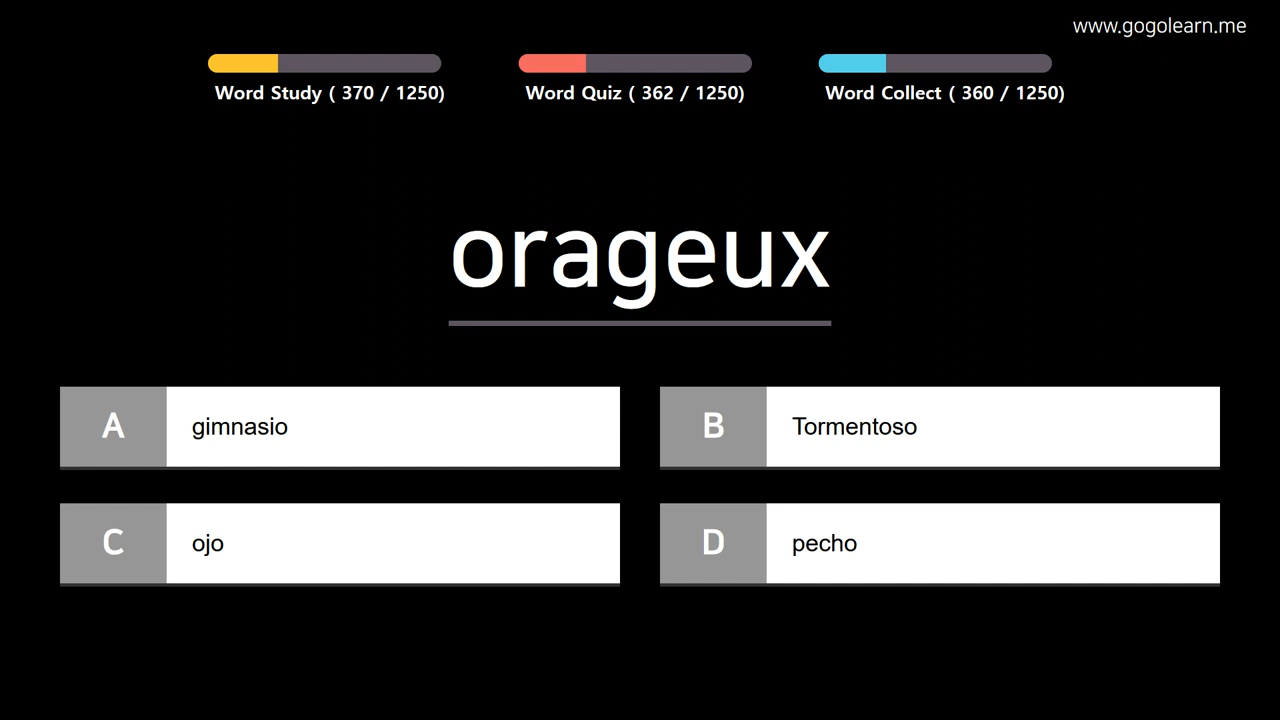 www.gogolearn.me
Word Study ( 370 / 1250)
Word Quiz ( 362 / 1250)
Word Collect ( 360 / 1250)
orageux
A
gimnasio
B
Tormentoso
C
ojo
D
pecho